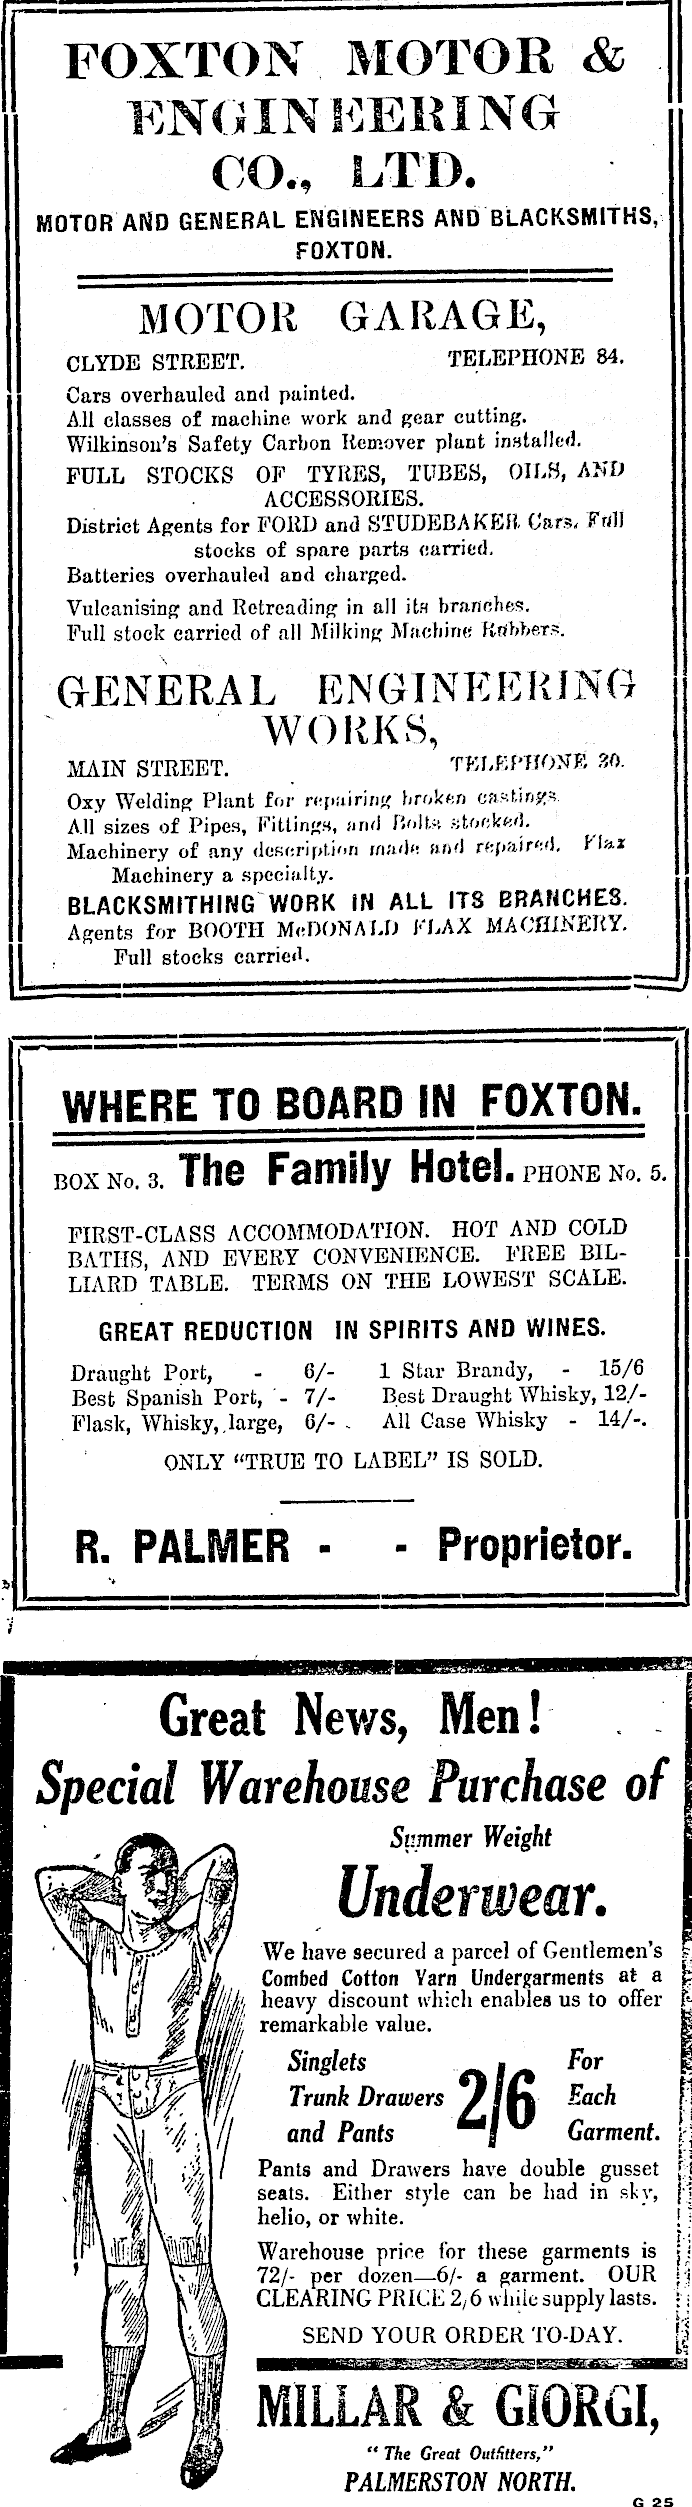 FOXTON MOTOR &
ENGINEERING
CO., LTD.
MOTOR AND GENERAL ENGINEERS AND BLACKSMITHS,
FOXTON.
MOTOR GARAGE,
CLYDE STREET. TELEPHONE 84.
Cars overhauled and painted.
All classes of machine work and gear cutting.
Wilkinson's Safety Carbon Remover plant installed.
FULL STOCKS OF TYRES, TUBES, OILS, AND
ACCESSORIES.
District Agents for FORD and STUDEBAKER Cars. Full
stocks of spare parts carried.
Batteries overhauled and charged.
Vulcanising and Retreading in all its branches.
Full stock carried of all Milking Machine Rubbers.
GENERAL ENGINEERING
WORKS,
MAIN STREET. TELEPHONE 30.
Oxy Welding Plant for repairing broken castings.
All sizes of Pipes, Fittings, and Bolts stocked.
Machinery of any description made and repaired. Flax
Machinery a specialty.
BLACKSMITHING WORK IN ALL ITS BRANCHES.
Agents for BOOTH McDONALD FLAX MACHINERY.
Full stocks carried.
WHERE TO BOARD IN FOXTON.
BOX No. 3. The Family Hotel. PHONE No. 5.
FIRST-CLASS ACCOMMODATION. HOT AND COLD
BATHS, AND EVERY CONVENIENCE. FREE BIL-
LIARD TABLE. TERMS ON THE LOWEST SCALE.
GREAT REDUCTION IN SPIRITS AND WINES.
Draught Port, - 6/- 1 Star Brandy, - 15/6
Best Spanish Port, - 7/- Best Draught Whisky, 12/-
Flask, Whisky, large, 6/- . All Case Whisky - 14/-.
ONLY "TRUE TO LABEL" IS SOLD.
R. PALMER - - Proprietor.
Great News, Men!
Special Warehouse Purchase of
Summer Weight
Underwear.
We have secured a parcel of Gentlemen's
Combed Cotton Yarn Undergarments at a
heavy discount which enables us to offer
remarkable value.
Singlets
Trunk Drawers
and Pants
2/6
For
Each
Garment.
Pants and Drawers have double gusset
seats. Either style can be had in sky,
helio, or white.
Warehouse price for these garments is
72/- per dozen—6/- a garment. OUR
CLEARING PRICE 2/6 while supply lasts.
SEND YOUR ORDER TO-DAY.
MILLAR & GIORGI,
"The Great Outfitters,"
PALMERSTON NORTH.
G 25